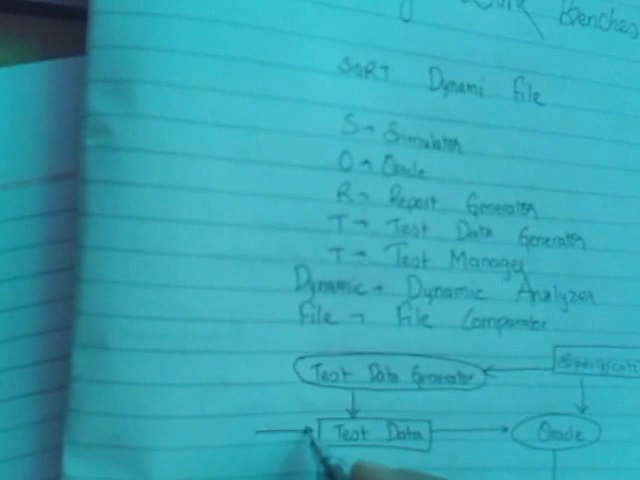 Benches
SORT Dynami File
S → Simulator
O → Oracle
R → Report Generator
T → Test Data Generator
T → Test Manager
Dynamic → Dynamic Analyzer
File → File Comparator
Test Data Generator
Test Data
Oracle